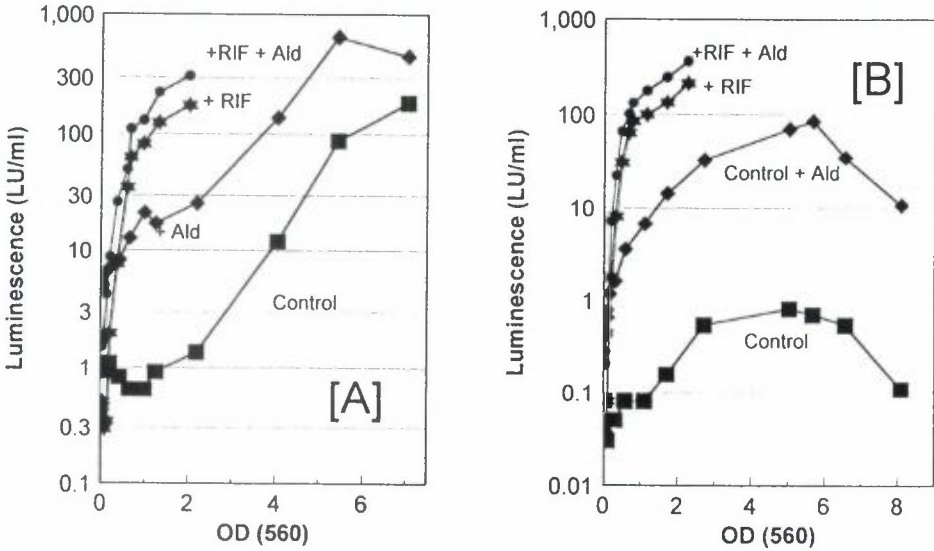 1,000
300
100
30
10
3
1
0.3
0.1
Luminescence (LU/ml)
0 2 4 6
OD (560)
+RIF + Ald
+ RIF
+ Ald
Control
[A]
1,000
100
10
1
0.1
0.01
Luminescence (LU/ml)
0 2 4 6 8
OD (560)
+RIF + Ald
+ RIF
Control + Ald
Control
[B]